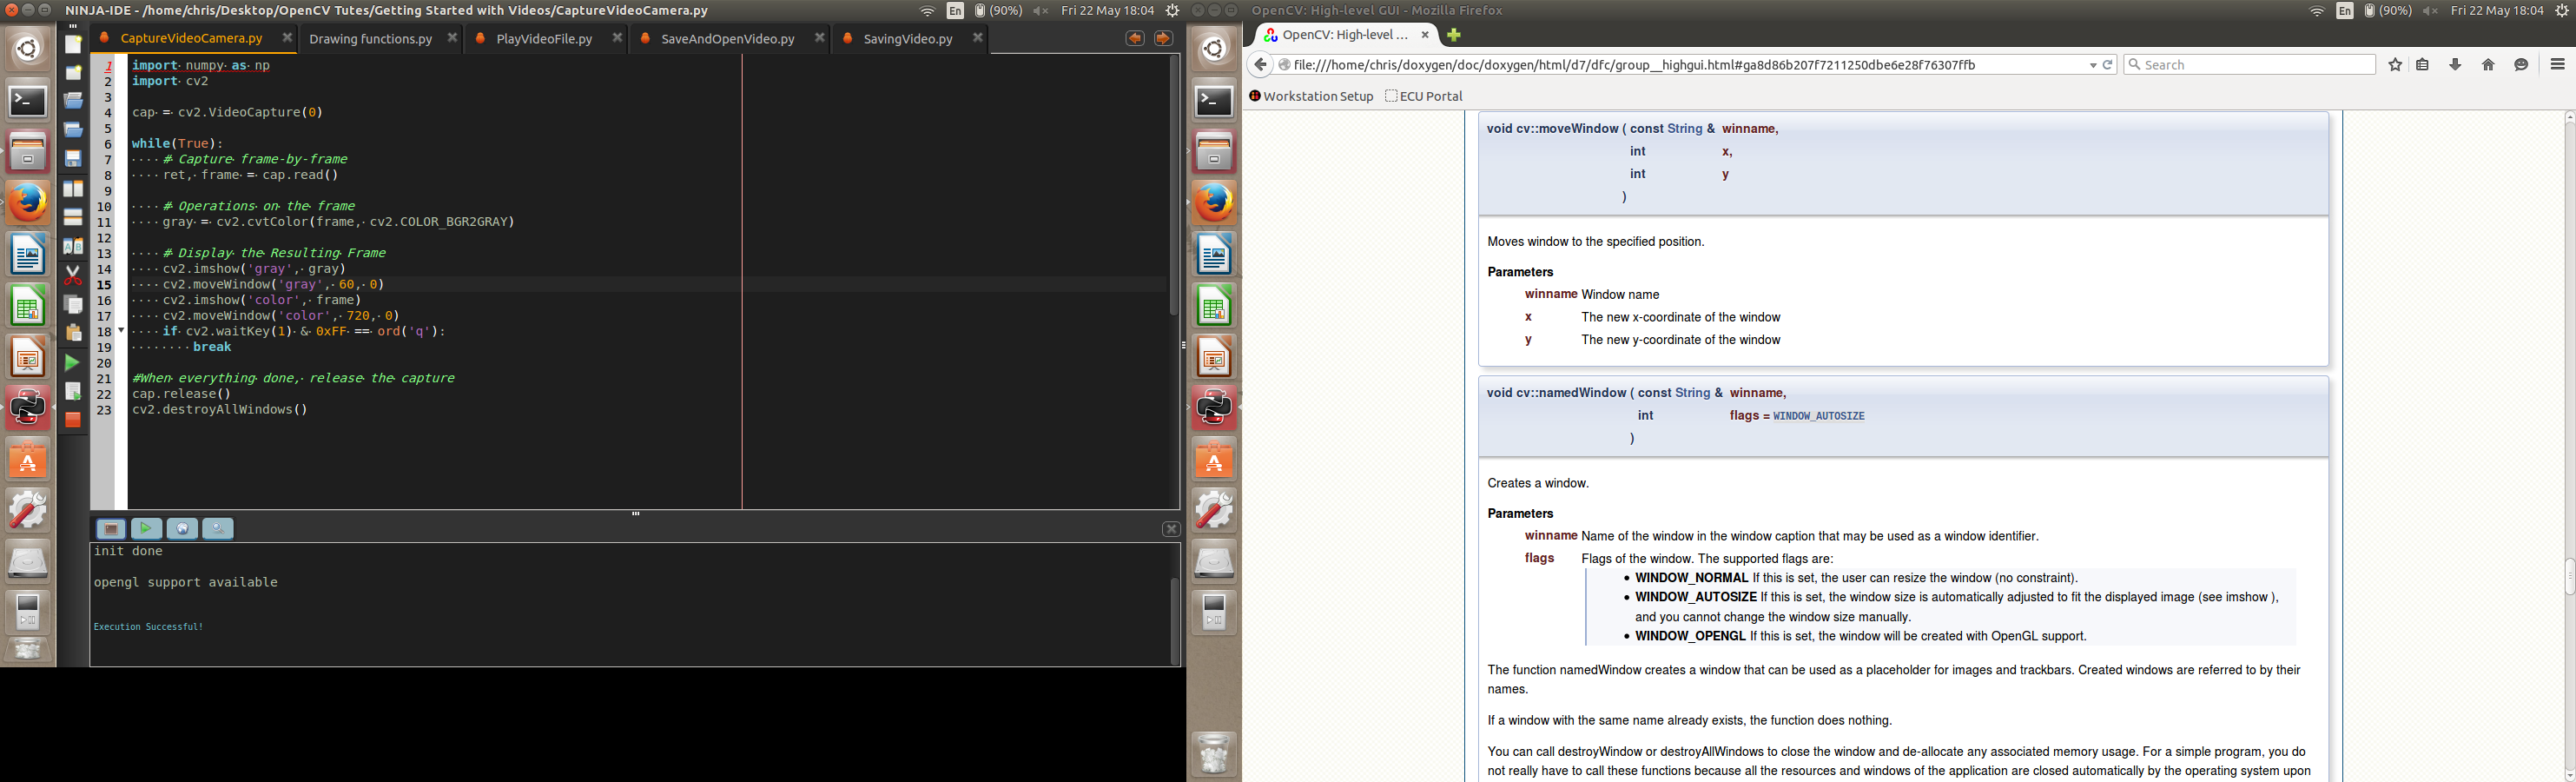 NINJA-IDE - /home/chris/Desktop/OpenCV Tutes/Getting Started with Videos/CaptureVideoCamera.py
En (90%) Fri 22 May 18:04
CaptureVideoCamera.py Drawing functions.py PlayVideoFile.py SaveAndOpenVideo.py SavingVideo.py
1 import numpy as np
2 import cv2
3
4 cap = cv2.VideoCapture(0)
5
6 while(True):
7 # Capture frame-by-frame
8 ret, frame = cap.read()
9
10 # Operations on the frame
11 gray = cv2.cvtColor(frame, cv2.COLOR_BGR2GRAY)
12
13 # Display the Resulting Frame
14 cv2.imshow('gray', gray)
15 cv2.moveWindow('gray', 60, 0)
16 cv2.imshow('color', frame)
17 cv2.moveWindow('color', 720, 0)
18 if cv2.waitKey(1) & 0xFF == ord('q'):
19 break
20
21 #When everything done, release the capture
22 cap.release()
23 cv2.destroyAllWindows()
init done
opengl support available
Execution Successful!
OpenCV: High-level GUI - Mozilla Firefox
En (90%) Fri 22 May 18:04
OpenCV: High-level ...
file:///home/chris/doxygen/doc/doxygen/html/d7/dfc/group__highgui.html#ga8d86b207f7211250dbe6e28f76307ffb
Search
Workstation Setup ECU Portal
void cv::moveWindow ( const String & winname,
int x,
int y
)
Moves window to the specified position.
Parameters
winname Window name
x The new x-coordinate of the window
y The new y-coordinate of the window
void cv::namedWindow ( const String & winname,
int flags = WINDOW_AUTOSIZE
)
Creates a window.
Parameters
winname Name of the window in the window caption that may be used as a window identifier.
flags Flags of the window. The supported flags are:
• WINDOW_NORMAL If this is set, the user can resize the window (no constraint).
• WINDOW_AUTOSIZE If this is set, the window size is automatically adjusted to fit the displayed image (see imshow ),
and you cannot change the window size manually.
• WINDOW_OPENGL If this is set, the window will be created with OpenGL support.
The function namedWindow creates a window that can be used as a placeholder for images and trackbars. Created windows are referred to by their
names.
If a window with the same name already exists, the function does nothing.
You can call destroyWindow or destroyAllWindows to close the window and de-allocate any associated memory usage. For a simple program, you do
not really have to call these functions because all the resources and windows of the application are closed automatically by the operating system upon